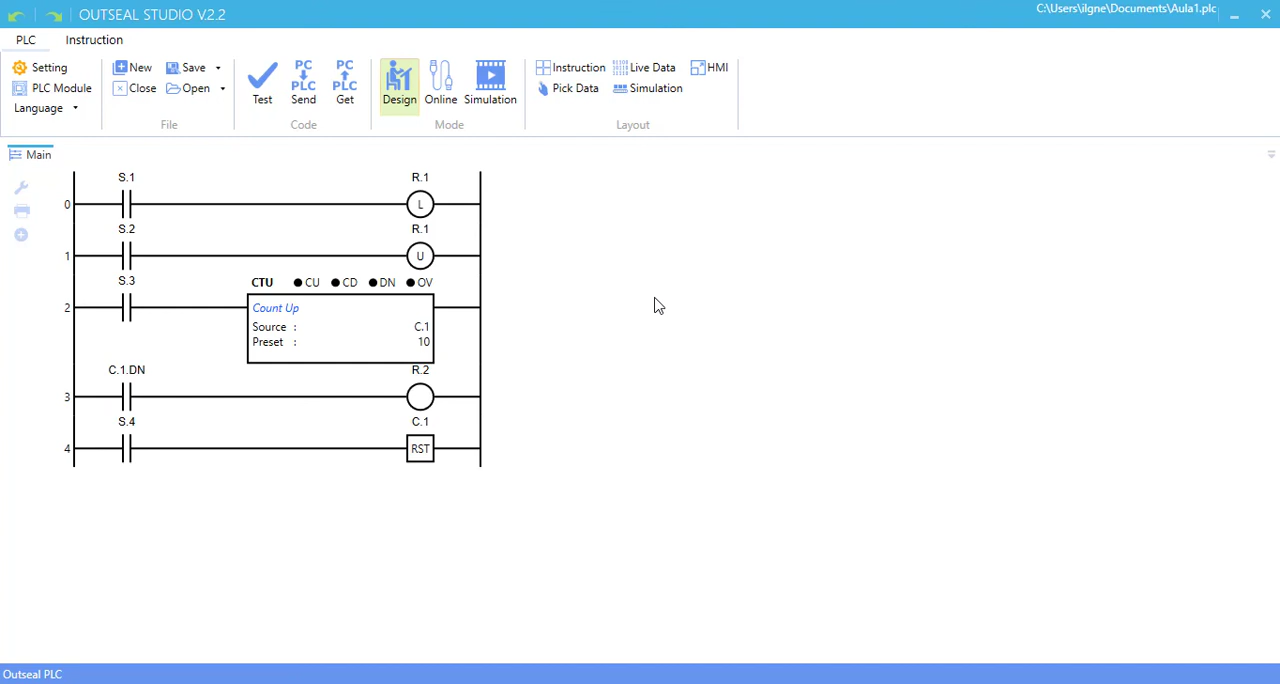 OUTSEAL STUDIO V.2.2
C:\Users\ilgne\Documents\Aula1.plc
PLC Instruction
Setting
PLC Module
Language
New Save
Close Open
File
Test
PC PLC Send
PC PLC Get
Code
Design Online Simulation
Mode
Instruction Live Data HMI
Pick Data Simulation
Layout
Main
S.1 R.1
0 L
S.2 R.1
1 U
S.3 CTU CU CD DN OV
2 Count Up
Source : C.1
Preset : 10
C.1.DN R.2
3
S.4 C.1
4 RST
Outseal PLC